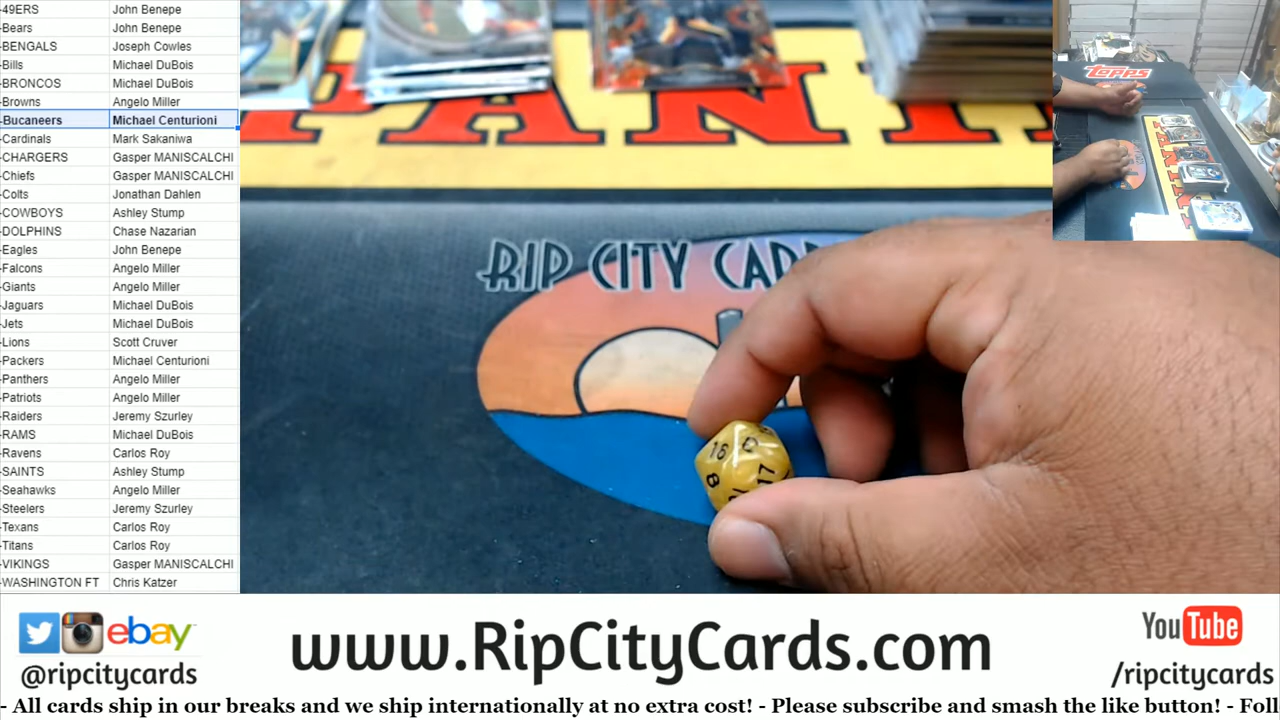 -49ERS John Benepe
-Bears John Benepe
-BENGALS Joseph Cowles
-Bills Michael DuBois
-BRONCOS Michael DuBois
-Browns Angelo Miller
-Bucaneers Michael Centurioni
-Cardinals Mark Sakaniwa
-CHARGERS Gasper MANISCALCHI
-Chiefs Gasper MANISCALCHI
-Colts Jonathan Dahlen
-COWBOYS Ashley Stump
-DOLPHINS Chase Nazarian
-Eagles John Benepe
-Falcons Angelo Miller
-Giants Angelo Miller
-Jaguars Michael DuBois
-Jets Michael DuBois
-Lions Scott Cruver
-Packers Michael Centurioni
-Panthers Angelo Miller
-Patriots Angelo Miller
-Raiders Jeremy Szurley
-RAMS Michael DuBois
-Ravens Carlos Roy
-SAINTS Ashley Stump
-Seahawks Angelo Miller
-Steelers Jeremy Szurley
-Texans Carlos Roy
-Titans Carlos Roy
-VIKINGS Gasper MANISCALCHI
-WASHINGTON FT Chris Katzer
PANI
RIP CITY CAR
16
8
17
Topps
PANINI
ebay
@ripcitycards
www.RipCityCards.com
YouTube
/ripcitycards
- All cards ship in our breaks and we ship internationally at no extra cost! - Please subscribe and smash the like button! - Foll